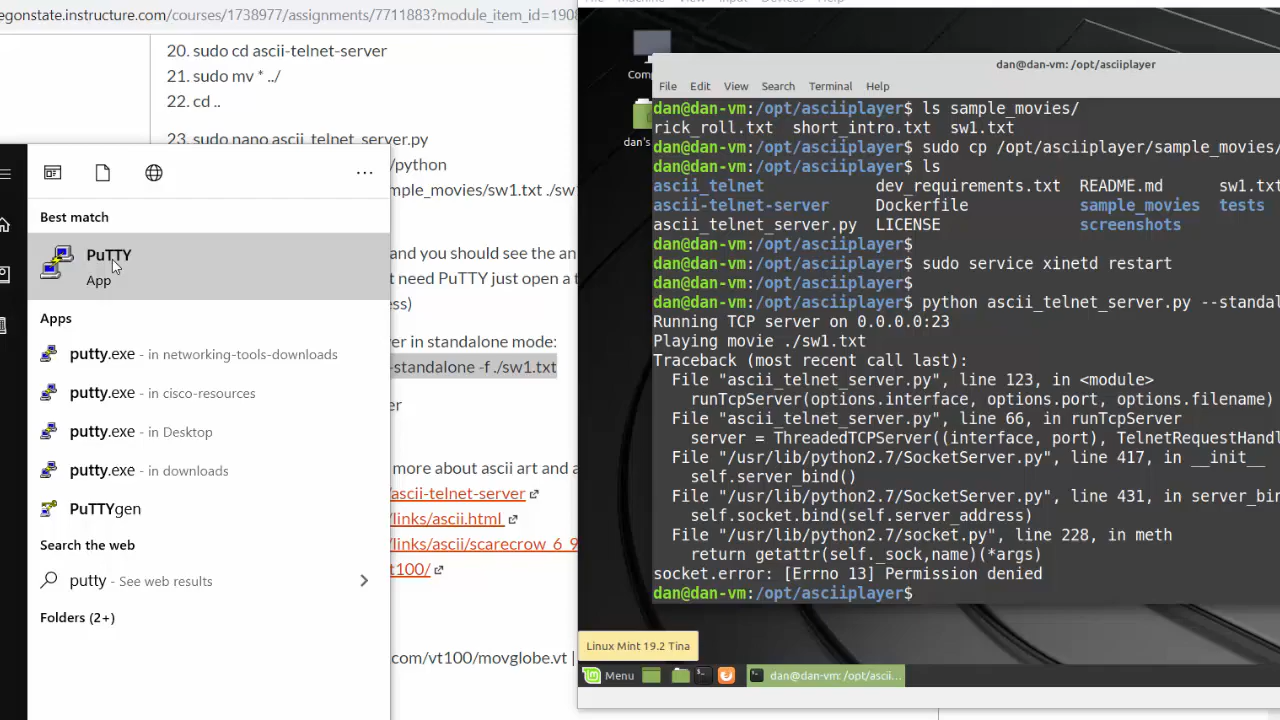 egonstate.instructure.com/courses/1738977/assignments/7711883?module_item_id=1908
20. sudo cd ascii-telnet-server
21. sudo mv * ../
22. cd ..
23. sudo nano ascii_telnet_server.py
/python
mple_movies/sw1.txt ./sw
and you should see the an
t need PuTTY just open a t
ess)
ver in standalone mode:
-standalone -f ./sw1.txt
er
more about ascii art and a
/ascii-telnet-server
/links/ascii.html
/links/ascii/scarecrow_6_9
t100/
com/vt100/movglobe.vt |
...
Best match
PuTTY
App
Apps
putty.exe - in networking-tools-downloads
putty.exe - in cisco-resources
putty.exe - in Desktop
putty.exe - in downloads
PuTTYgen
Search the web
putty - See web results
Folders (2+)
File Machine View Input Devices Help
Comp
dan's
dan@dan-vm: /opt/asciiplayer
File Edit View Search Terminal Help
dan@dan-vm:/opt/asciiplayer$ ls sample_movies/
rick_roll.txt short_intro.txt sw1.txt
dan@dan-vm:/opt/asciiplayer$ sudo cp /opt/asciiplayer/sample_movies/
dan@dan-vm:/opt/asciiplayer$ ls
ascii_telnet dev_requirements.txt README.md sw1.txt
ascii-telnet-server Dockerfile sample_movies tests
ascii_telnet_server.py LICENSE screenshots
dan@dan-vm:/opt/asciiplayer$
dan@dan-vm:/opt/asciiplayer$ sudo service xinetd restart
dan@dan-vm:/opt/asciiplayer$
dan@dan-vm:/opt/asciiplayer$ python ascii_telnet_server.py --standal
Running TCP server on 0.0.0.0:23
Playing movie ./sw1.txt
Traceback (most recent call last):
File "ascii_telnet_server.py", line 123, in <module>
runTcpServer(options.interface, options.port, options.filename)
File "ascii_telnet_server.py", line 66, in runTcpServer
server = ThreadedTCPServer((interface, port), TelnetRequestHandl
File "/usr/lib/python2.7/SocketServer.py", line 417, in __init__
self.server_bind()
File "/usr/lib/python2.7/SocketServer.py", line 431, in server_bin
self.socket.bind(self.server_address)
File "/usr/lib/python2.7/socket.py", line 228, in meth
return getattr(self._sock,name)(*args)
socket.error: [Errno 13] Permission denied
dan@dan-vm:/opt/asciiplayer$
Linux Mint 19.2 Tina
Menu
dan@dan-vm: /opt/ascii...